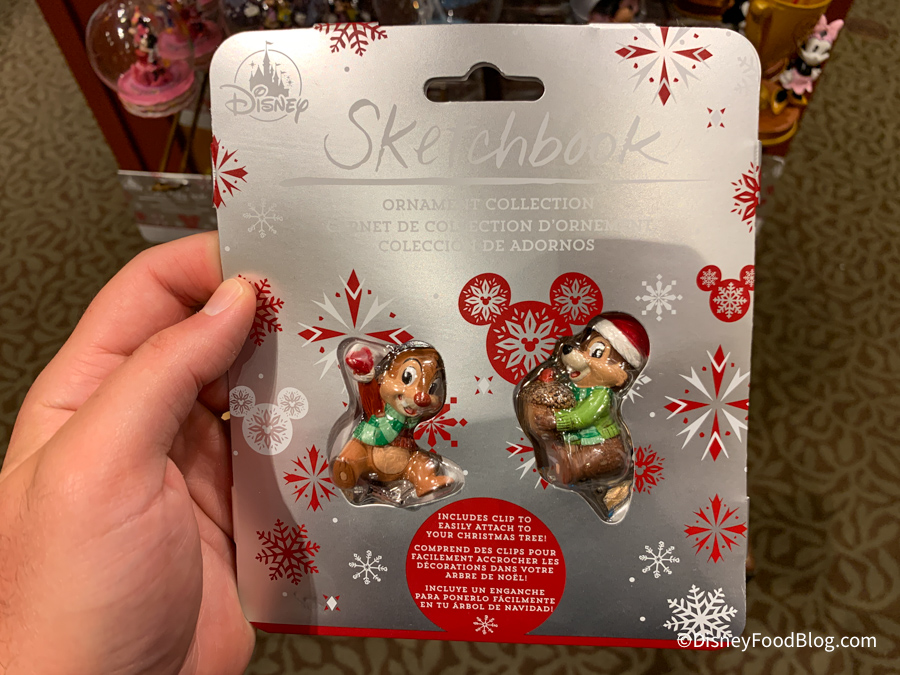 Disney
Sketchbook
ORNAMENT COLLECTION
CARNET DE COLLECTION D'ORNEMENT
COLECCIÓN DE ADORNOS
INCLUDES CLIP TO
EASILY ATTACH TO
YOUR CHRISTMAS TREE!
COMPREND DES CLIPS POUR
FACILEMENT ACCROCHER LES
DÉCORATIONS DANS VOTRE
ARBRE DE NOËL!
INCLUYE UN ENGANCHE
PARA PONERLO FÁCILMENTE
EN TU ÁRBOL DE NAVIDAD!
©DisneyFoodBlog.com